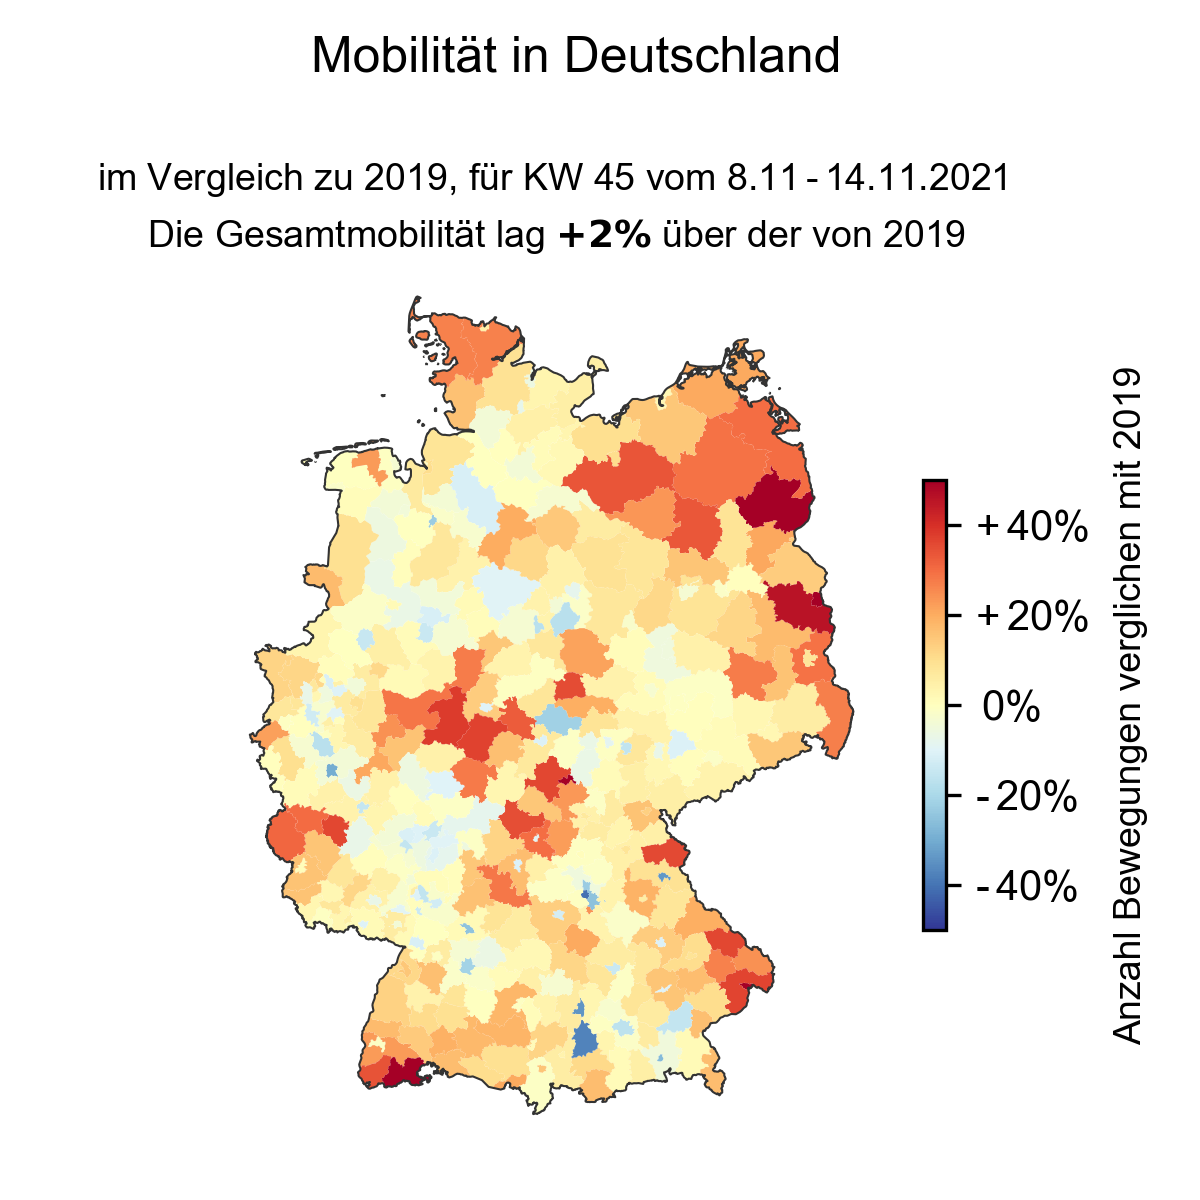 Mobilität in Deutschland
im Vergleich zu 2019, für KW 45 vom 8.11 - 14.11.2021
Die Gesamtmobilität lag +2% über der von 2019
+40%
+20%
0%
-20%
-40%
Anzahl Bewegungen verglichen mit 2019